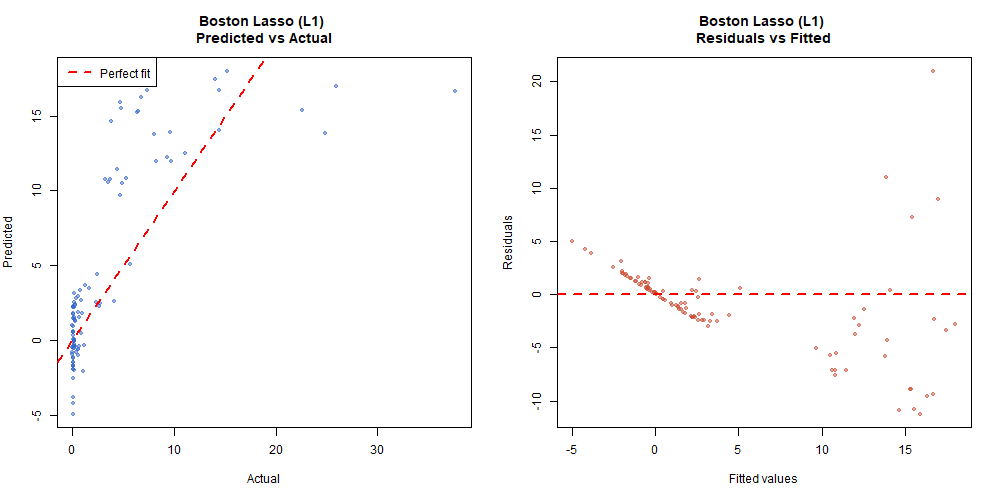 Boston Lasso (L1)
Predicted vs Actual
Perfect fit
Predicted
15
10
5
0
-5
0
10
20
30
Actual
Boston Lasso (L1)
Residuals vs Fitted
Residuals
20
15
10
5
0
-5
-10
-5
0
5
10
15
Fitted values